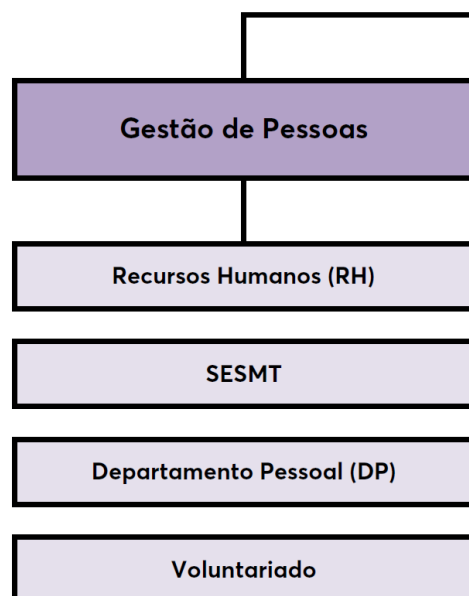 Gestão de Pessoas
Recursos Humanos (RH)
SESMT
Departamento Pessoal (DP)
Voluntariado